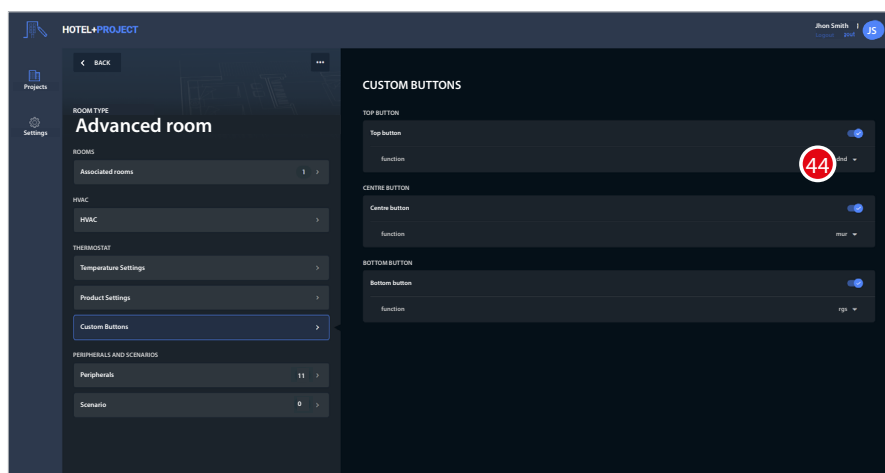 HOTEL+PROJECT
Jhon Smith
JS
Projects
Settings
BACK
ROOM TYPE
Advanced room
ROOMS
Associated rooms 1
HVAC
HVAC
THERMOSTAT
Temperature Settings
Product Settings
Custom Buttons
PERIPHERALS AND SCENARIOS
Peripherals 11
Scenario 0
CUSTOM BUTTONS
TOP BUTTON
Top button
function dnd
44
CENTRE BUTTON
Centre button
function mur
BOTTOM BUTTON
Bottom button
function rgs